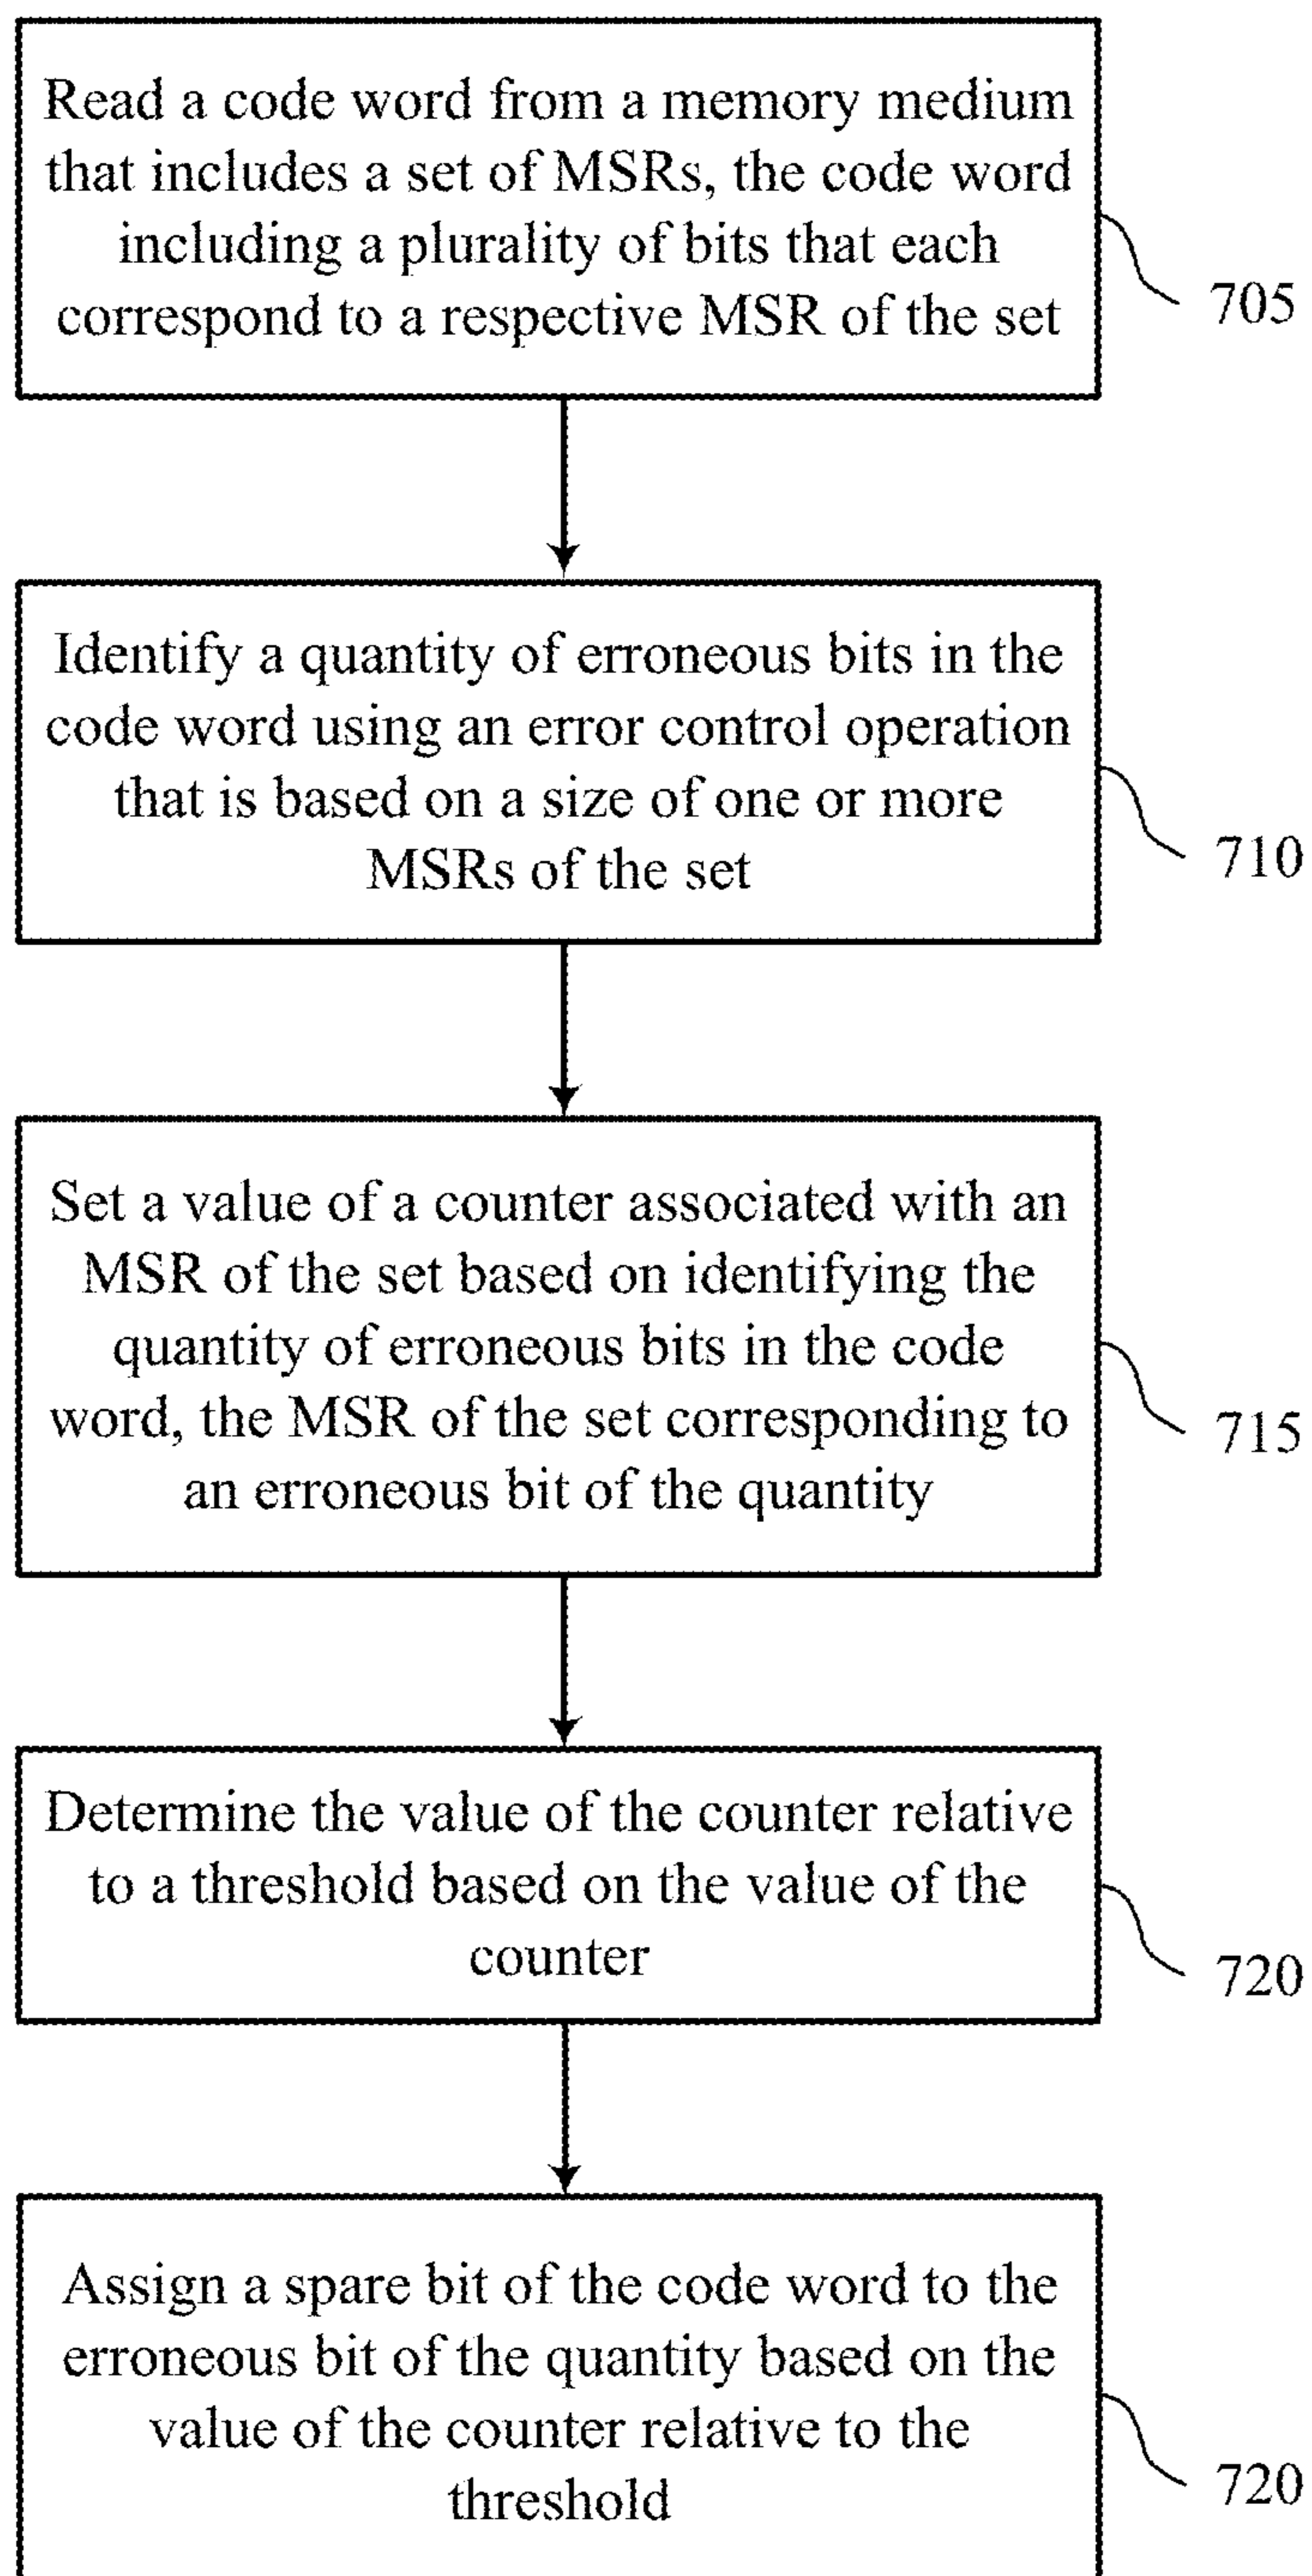 Read a code word from a memory medium
that includes a set of MSRs, the code word
including a plurality of bits that each
correspond to a respective MSR of the set
705
Identify a quantity of erroneous bits in the
code word using an error control operation
that is based on a size of one or more
MSRs of the set
710
Set a value of a counter associated with an
MSR of the set based on identifying the
quantity of erroneous bits in the code
word, the MSR of the set corresponding to
an erroneous bit of the quantity
715
Determine the value of the counter relative
to a threshold based on the value of the
counter
720
Assign a spare bit of the code word to the
erroneous bit of the quantity based on the
value of the counter relative to the
threshold
720